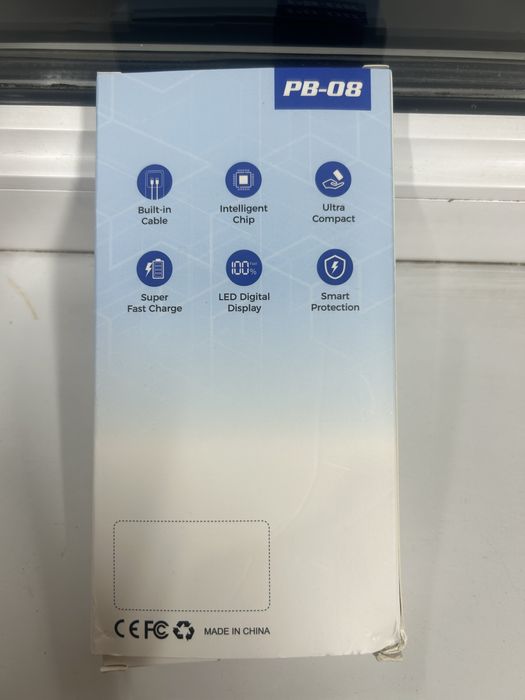 PB-08
Built-in
Cable
Intelligent
Chip
Ultra
Compact
Super
Fast Charge
100%
LED Digital
Display
Smart
Protection
CE FC MADE IN CHINA